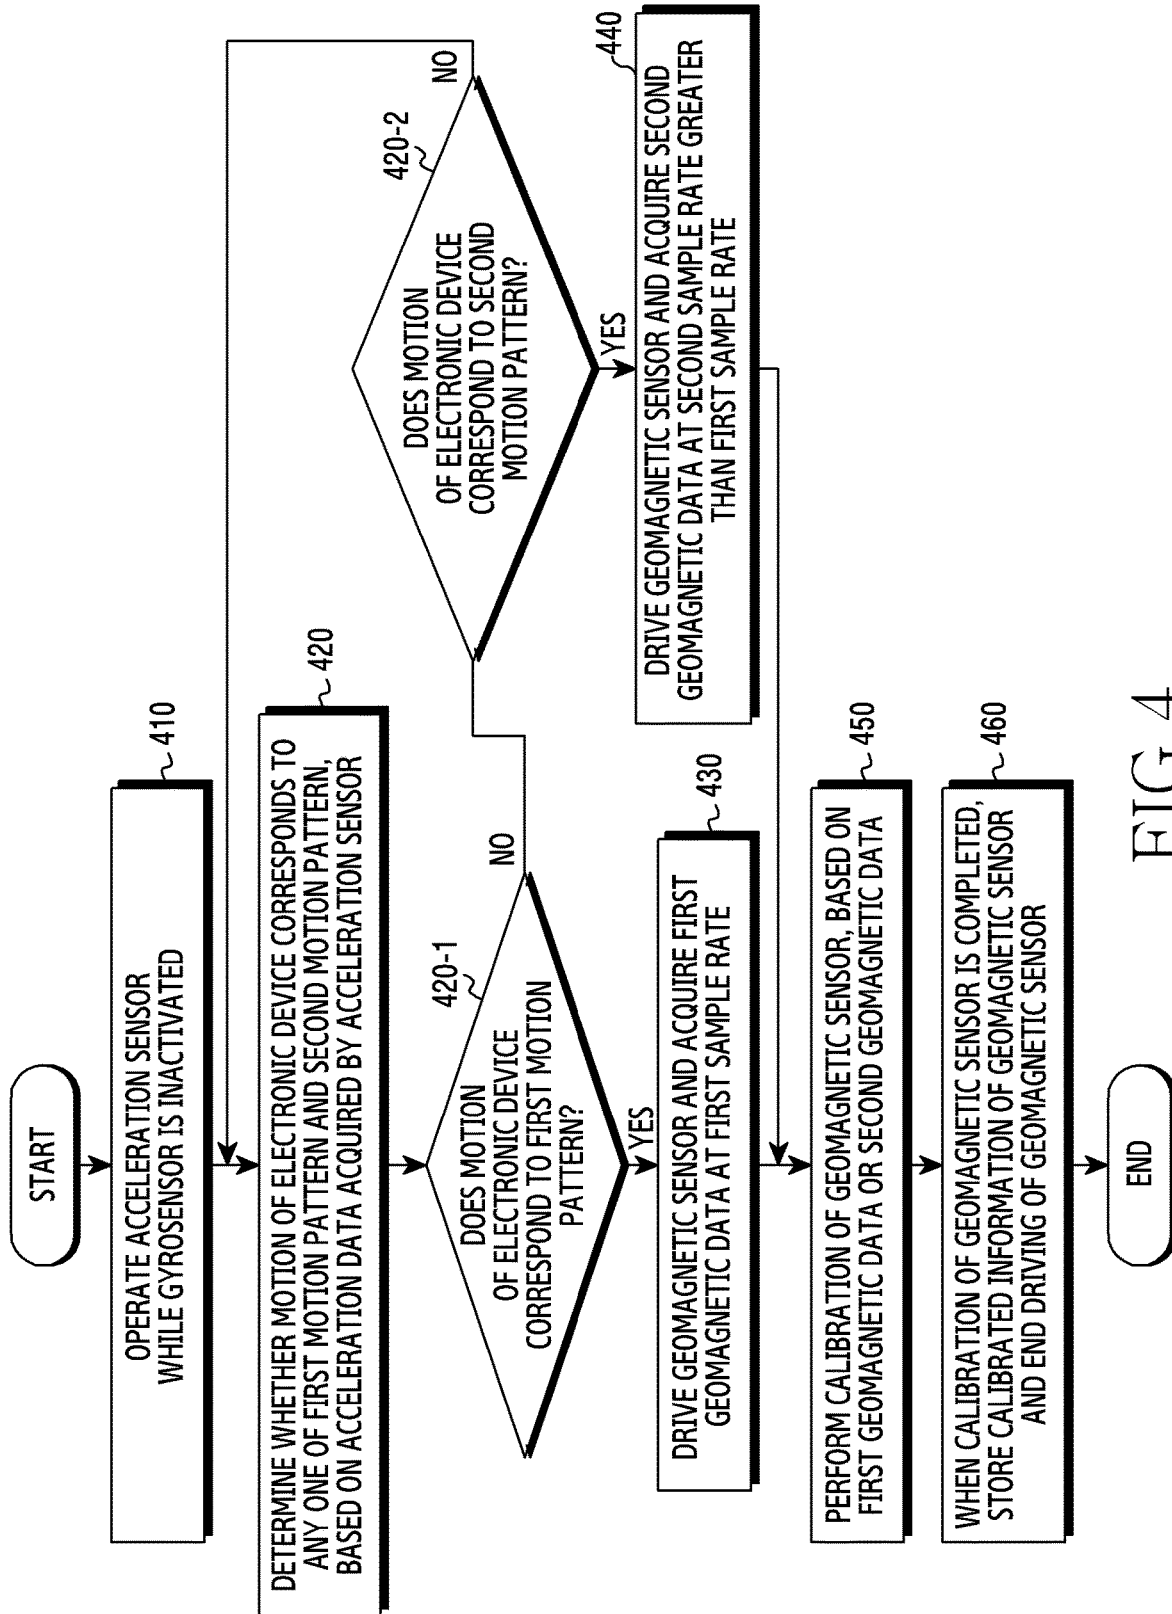 START
OPERATE ACCELERATION SENSOR
WHILE GYROSENSOR IS INACTIVATED
410
DETERMINE WHETHER MOTION OF ELECTRONIC DEVICE CORRESPONDS TO
ANY ONE OF FIRST MOTION PATTERN AND SECOND MOTION PATTERN,
BASED ON ACCELERATION DATA ACQUIRED BY ACCELERATION SENSOR
420
420-1
DOES MOTION
OF ELECTRONIC DEVICE
CORRESPOND TO FIRST MOTION
PATTERN?
NO
YES
420-2
DOES MOTION
OF ELECTRONIC DEVICE
CORRESPOND TO SECOND
MOTION PATTERN?
NO
YES
DRIVE GEOMAGNETIC SENSOR AND ACQUIRE FIRST
GEOMAGNETIC DATA AT FIRST SAMPLE RATE
430
440
DRIVE GEOMAGNETIC SENSOR AND ACQUIRE SECOND
GEOMAGNETIC DATA AT SECOND SAMPLE RATE GREATER
THAN FIRST SAMPLE RATE
PERFORM CALIBRATION OF GEOMAGNETIC SENSOR, BASED ON
FIRST GEOMAGNETIC DATA OR SECOND GEOMAGNETIC DATA
450
WHEN CALIBRATION OF GEOMAGNETIC SENSOR IS COMPLETED,
STORE CALIBRATED INFORMATION OF GEOMAGNETIC SENSOR
AND END DRIVING OF GEOMAGNETIC SENSOR
460
END
FIG. 4